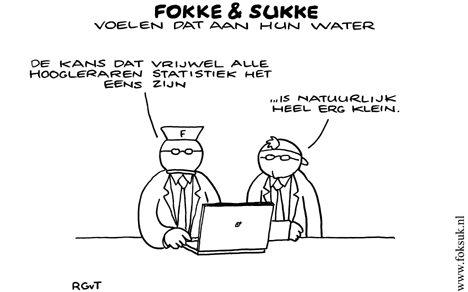 FOKKE & SUKKE
VOELEN DAT AAN HUN WATER
DE KANS DAT VRIJWEL ALLE
HOOGLERAREN STATISTIEK HET
EENS ZIJN
...IS NATUURLIJK
HEEL ERG KLEIN.
F
RGvT
www.foksuk.nl